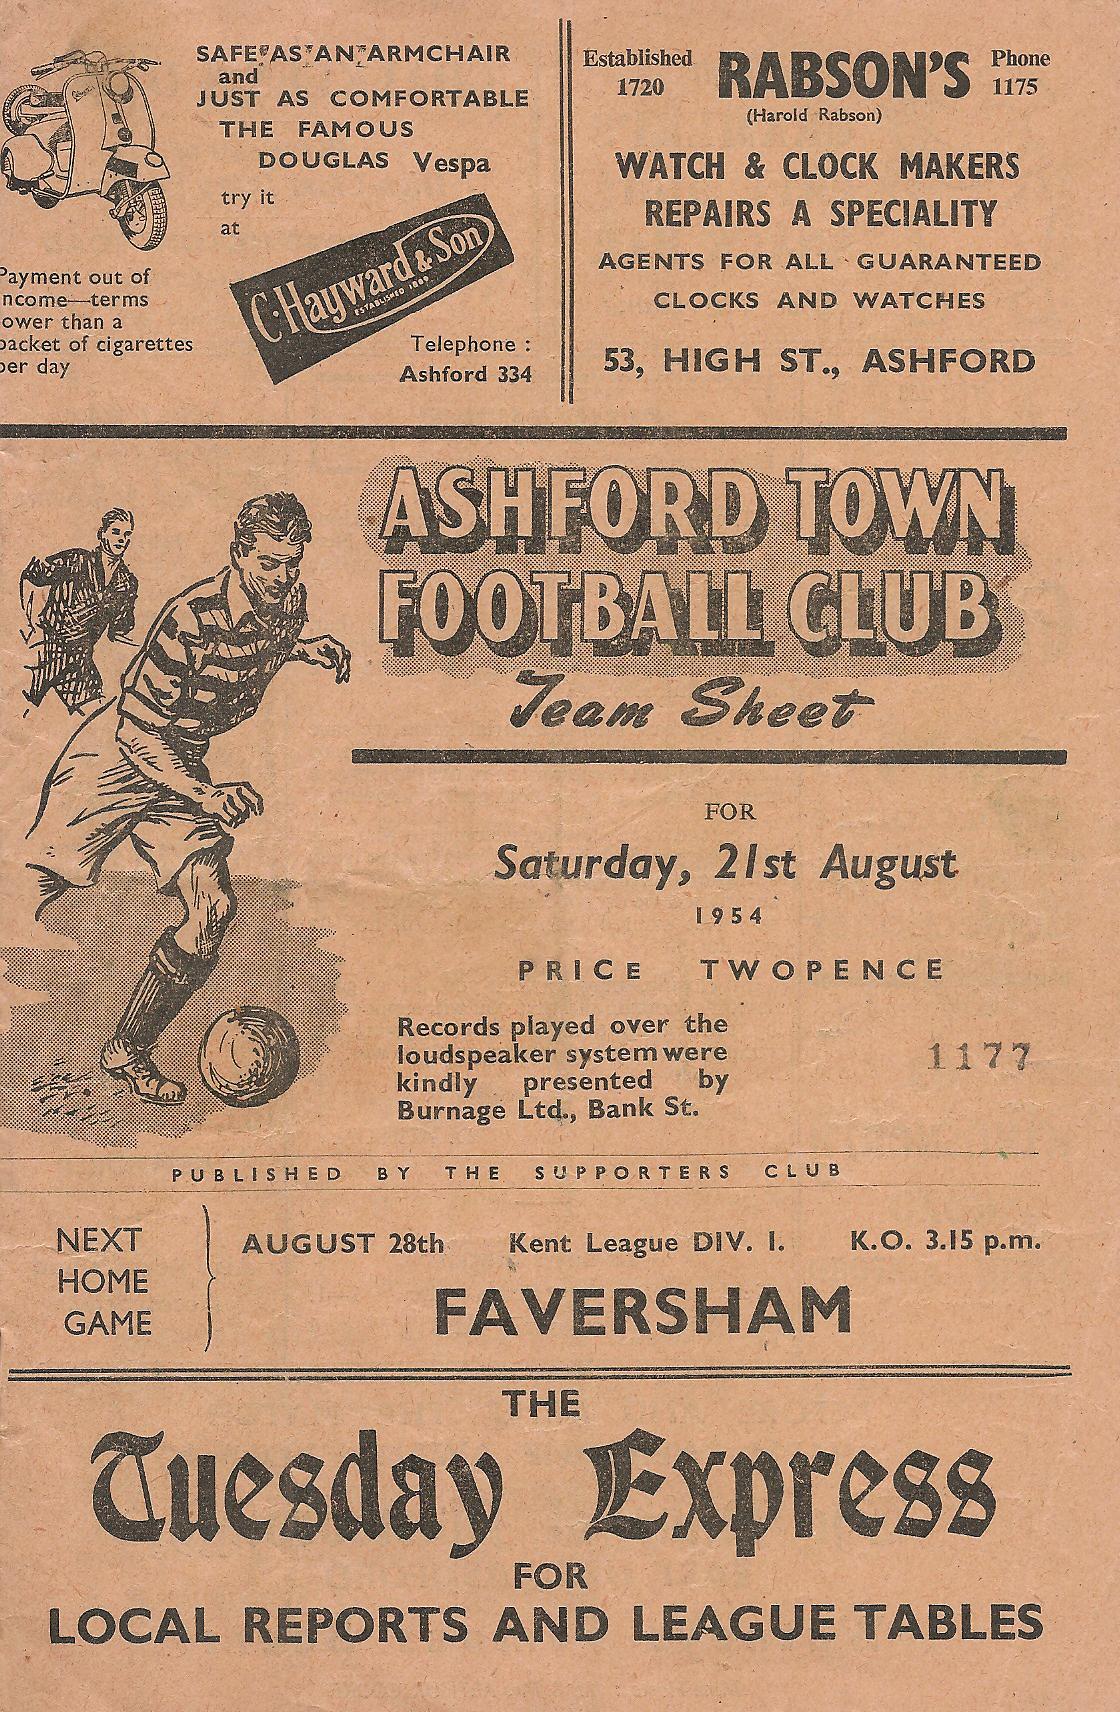 SAFE AS AN ARMCHAIR
and
JUST AS COMFORTABLE
THE FAMOUS
DOUGLAS Vespa
try it
at
C. Hayward & Son
ESTABLISHED 1889
Payment out of
ncome—terms
ower than a
packet of cigarettes
per day
Telephone :
Ashford 334
Established
1720
RABSON'S
Phone
1175
(Harold Rabson)
WATCH & CLOCK MAKERS
REPAIRS A SPECIALITY
AGENTS FOR ALL GUARANTEED
CLOCKS AND WATCHES
53, HIGH ST., ASHFORD
ASHFORD TOWN
FOOTBALL CLUB
Team Sheet
FOR
Saturday, 21st August
1954
PRICE TWOPENCE
Records played over the
loudspeaker system were
kindly presented by
Burnage Ltd., Bank St.
1177
PUBLISHED BY THE SUPPORTERS CLUB
NEXT
HOME
GAME
AUGUST 28th Kent League DIV. I. K.O. 3.15 p.m.
FAVERSHAM
THE
Tuesday Express
FOR
LOCAL REPORTS AND LEAGUE TABLES